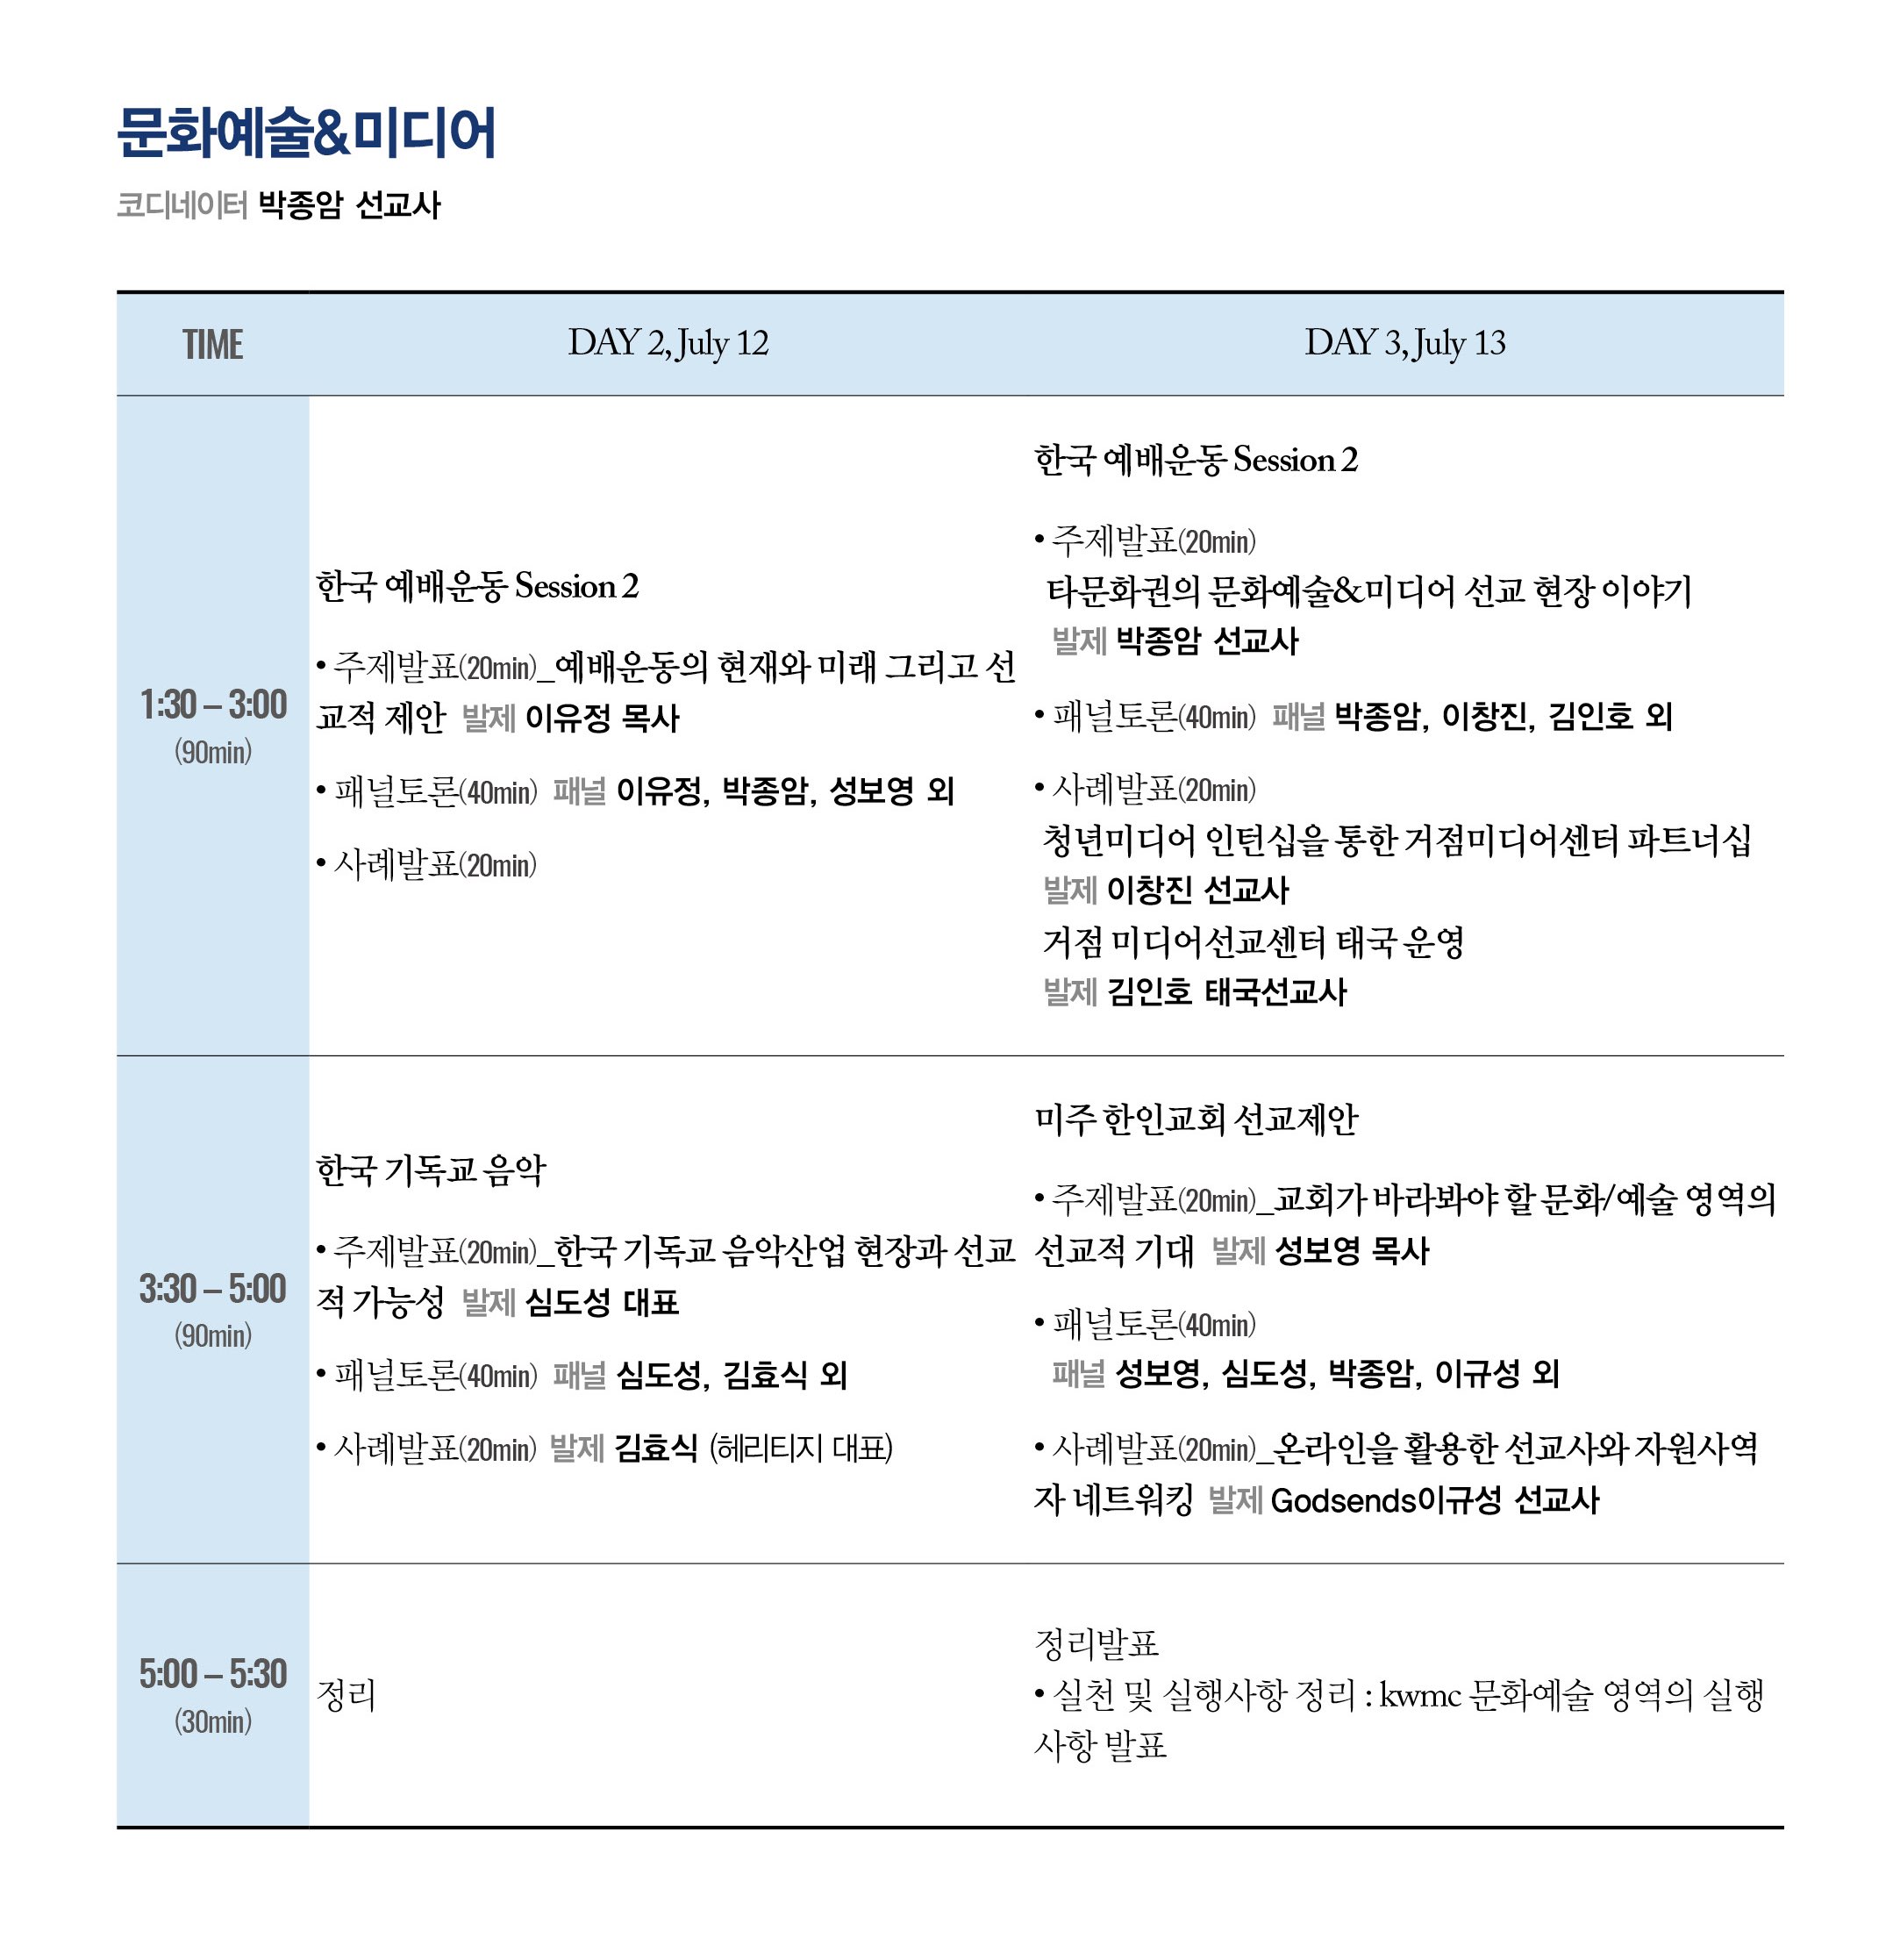 문화예술&미디어
코디네이터 박종암 선교사
TIME
DAY 2, July 12
DAY 3, July 13
1:30 – 3:00
(90min)
한국 예배운동 Session 2
• 주제발표(20min)_예배운동의 현재와 미래 그리고 선
교적 제안 발제 이유정 목사
• 패널토론(40min) 패널 이유정, 박종암, 성보영 외
• 사례발표(20min)
한국 예배운동 Session 2
• 주제발표(20min)
타문화권의 문화예술&미디어 선교 현장 이야기
발제 박종암 선교사
• 패널토론(40min) 패널 박종암, 이창진, 김인호 외
• 사례발표(20min)
청년미디어 인턴십을 통한 거점미디어센터 파트너십
발제 이창진 선교사
거점 미디어선교센터 태국 운영
발제 김인호 태국선교사
3:30 – 5:00
(90min)
한국 기독교 음악
• 주제발표(20min)_한국 기독교 음악산업 현장과 선교
적 가능성 발제 심도성 대표
• 패널토론(40min) 패널 심도성, 김효식 외
• 사례발표(20min) 발제 김효식 (헤리티지 대표)
미주 한인교회 선교제안
• 주제발표(20min)_교회가 바라봐야 할 문화/예술 영역의
선교적 기대 발제 성보영 목사
• 패널토론(40min)
패널 성보영, 심도성, 박종암, 이규성 외
• 사례발표(20min)_온라인을 활용한 선교사와 자원사역
자 네트워킹 발제 Godsends이규성 선교사
5:00 – 5:30
(30min)
정리
정리발표
• 실천 및 실행사항 정리 : kwmc 문화예술 영역의 실행
사항 발표